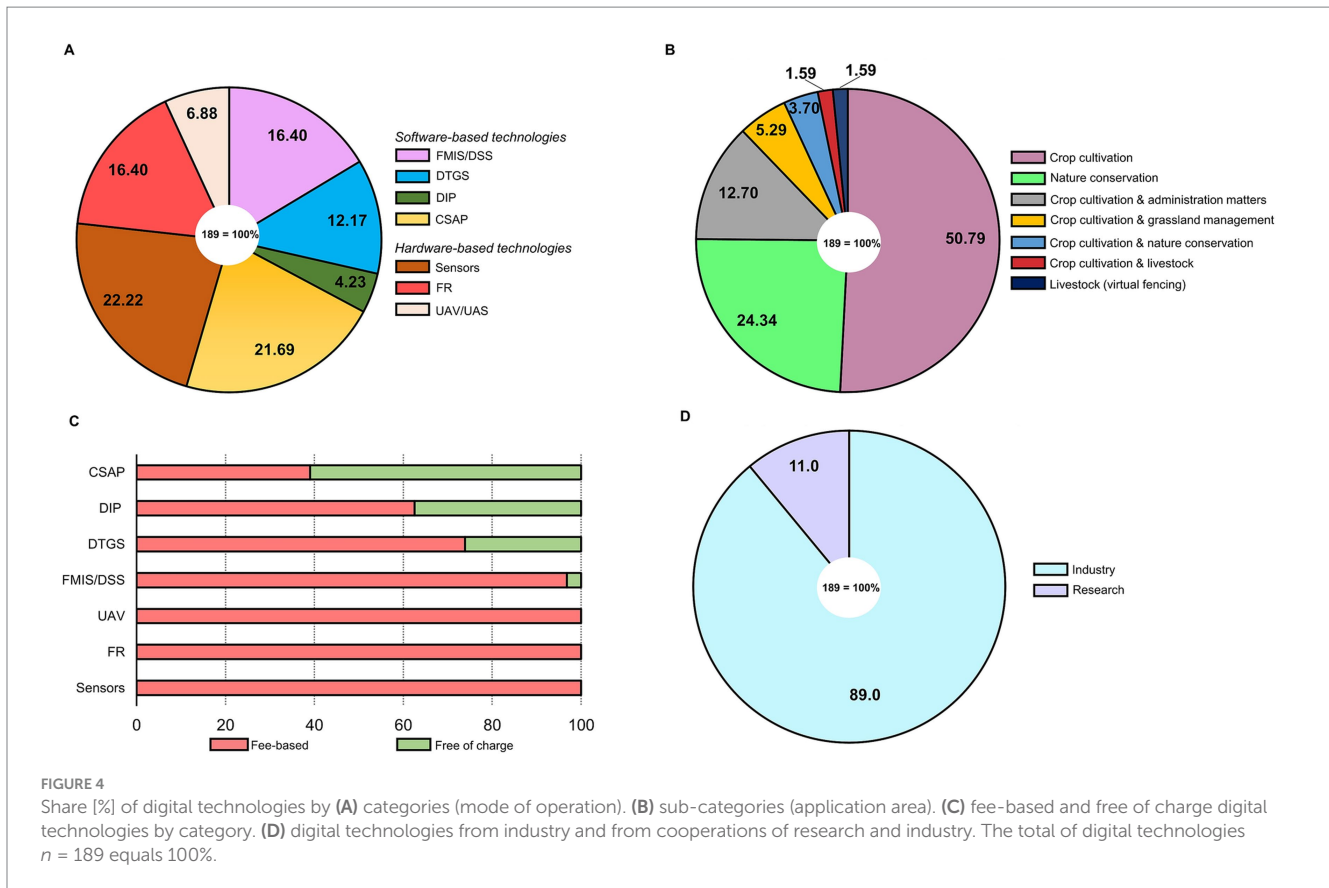 A
6.88
16.40
16.40
12.17
189 = 100%
4.23
22.22
21.69
Software-based technologies
FMIS/DSS
DTGS
DIP
CSAP
Hardware-based technologies
Sensors
FR
UAV/UAS
B
1.59
1.59
3.70
5.29
12.70
189 = 100%
50.79
24.34
Crop cultivation
Nature conservation
Crop cultivation & administration matters
Crop cultivation & grassland management
Crop cultivation & nature conservation
Crop cultivation & livestock
Livestock (virtual fencing)
C
CSAP
DIP
DTGS
FMIS/DSS
UAV
FR
Sensors
0 20 40 60 80 100
Fee-based Free of charge
D
11.0
189 = 100%
89.0
Industry
Research
FIGURE 4
Share [%] of digital technologies by (A) categories (mode of operation). (B) sub-categories (application area). (C) fee-based and free of charge digital
technologies by category. (D) digital technologies from industry and from cooperations of research and industry. The total of digital technologies
n = 189 equals 100%.